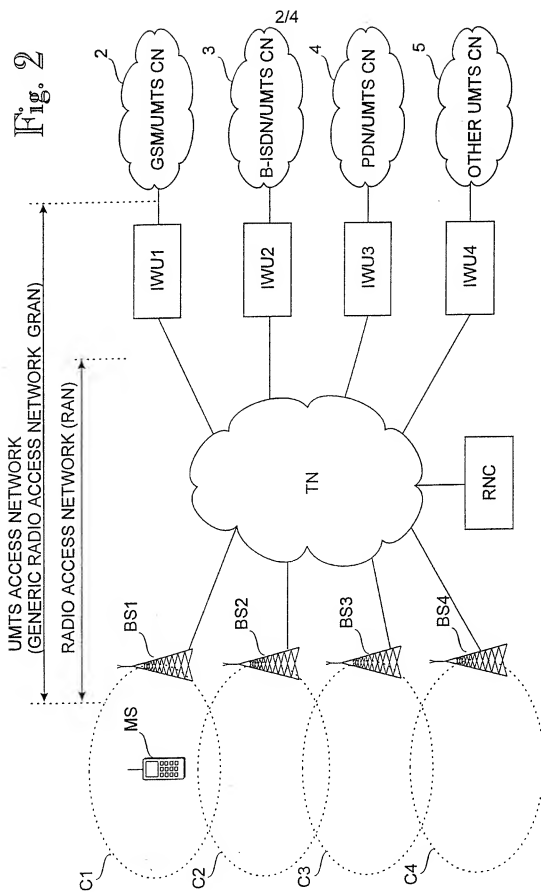 2/4
Fig. 2
UMTS ACCESS NETWORK
(GENERIC RADIO ACCESS NETWORK GRAN)
RADIO ACCESS NETWORK (RAN)
C1
MS
BS1
IWU1
GSM/UMTS CN
2
C2
BS2
IWU2
B-ISDN/UMTS CN
3
TN
C3
BS3
IWU3
PDN/UMTS CN
4
C4
BS4
RNC
IWU4
OTHER UMTS CN
5